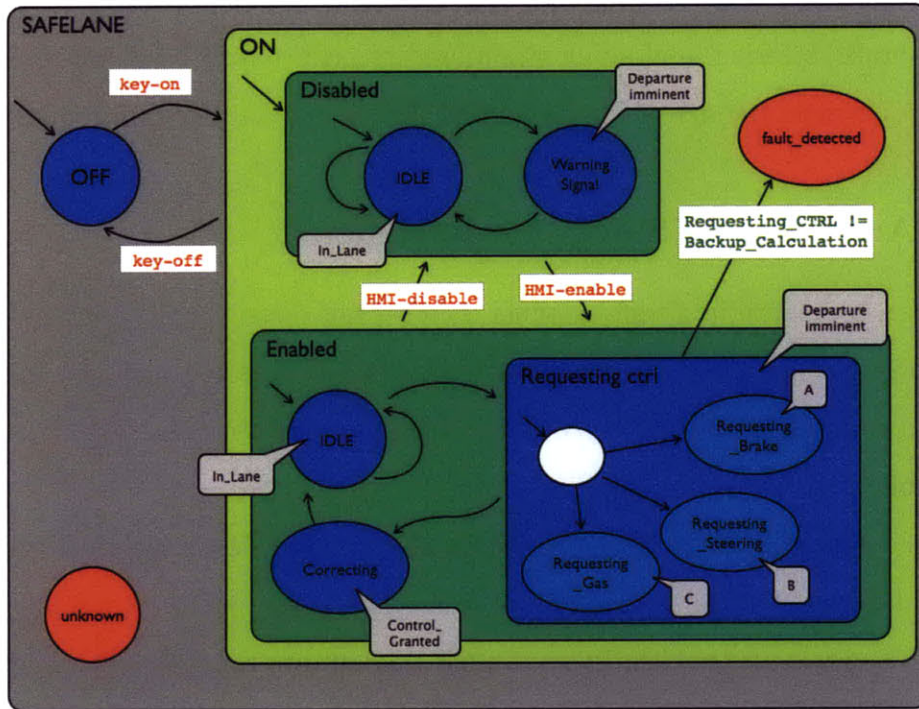 SAFELANE
ON
key-on
OFF
key-off
Disabled
Departure
imminent
IDLE
Warning
Signal
In_Lane
fault_detected
Requesting_CTRL !=
Backup_Calculation
HMI-disable
HMI-enable
Departure
imminent
Enabled
Requesting ctrl
A
IDLE
Requesting
_Brake
In_Lane
Requesting
_Steering
Correcting
Requesting
_Gas
C
B
unknown
Control_
Granted